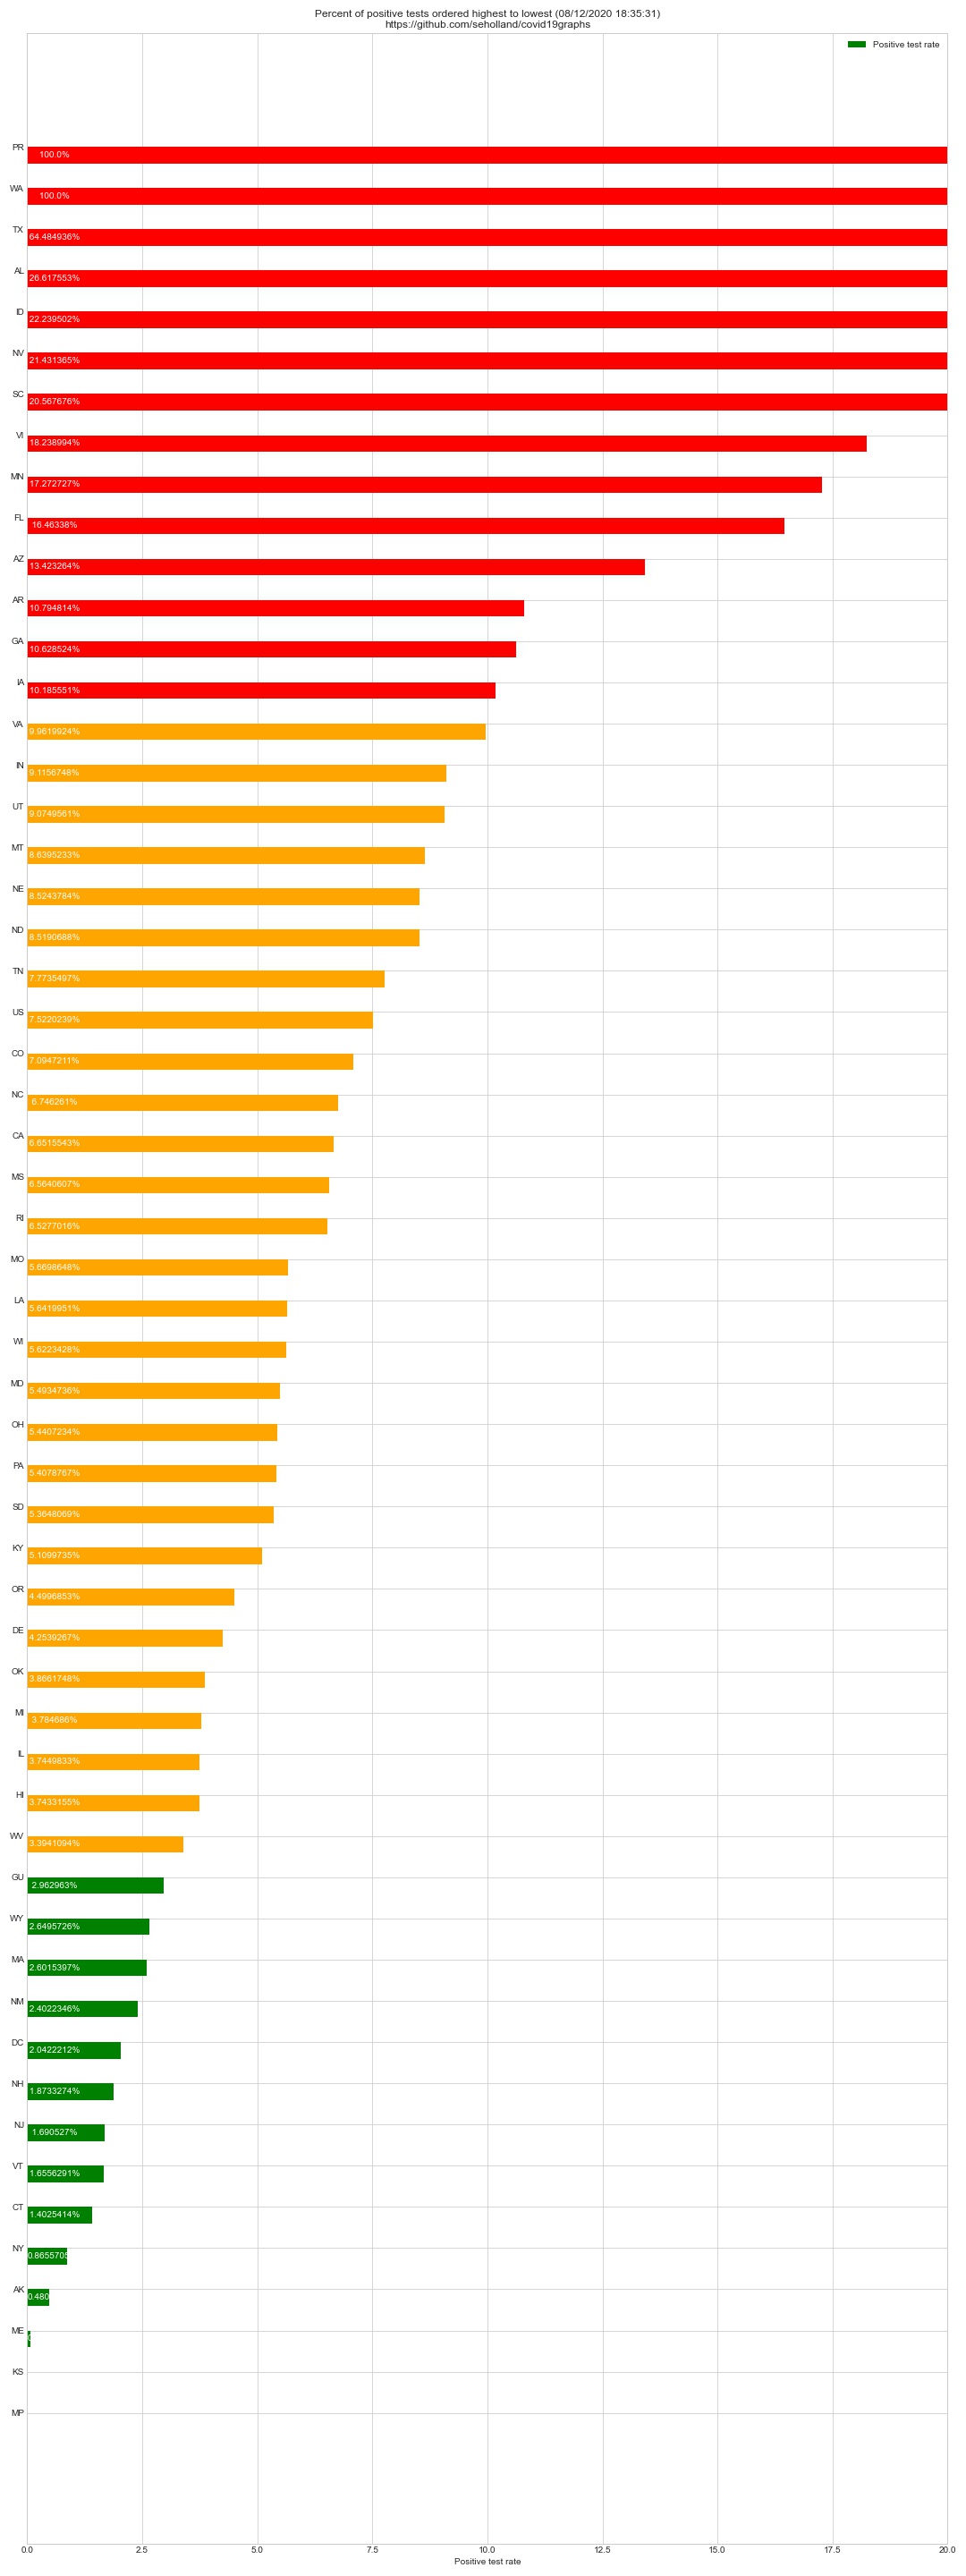 Percent of positive tests ordered highest to lowest (08/12/2020 18:35:31)
https://github.com/seholland/covid19graphs
Positive test rate
PR 100.0%
WA 100.0%
TX 64.484936%
AL 26.617553%
ID 22.239502%
NV 21.431365%
SC 20.567676%
VI 18.238994%
MN 17.272727%
FL 16.46338%
AZ 13.423264%
AR 10.794814%
GA 10.628524%
IA 10.185551%
VA 9.9619924%
IN 9.1156748%
UT 9.0749561%
MT 8.6395233%
NE 8.5243784%
ND 8.5190688%
TN 7.7735497%
US 7.5220239%
CO 7.0947211%
NC 6.746261%
CA 6.6515543%
MS 6.5640607%
RI 6.5277016%
MO 5.6698648%
LA 5.6419951%
WI 5.6223428%
MD 5.4934736%
OH 5.4407234%
PA 5.4078767%
SD 5.3648069%
KY 5.1099735%
OR 4.4996853%
DE 4.2539267%
OK 3.8661748%
MI 3.784686%
IL 3.7449833%
HI 3.7433155%
WV 3.3941094%
GU 2.962963%
WY 2.6495726%
MA 2.6015397%
NM 2.4022346%
DC 2.0422212%
NH 1.8733274%
NJ 1.690527%
VT 1.6556291%
CT 1.4025414%
NY 0.8655705
AK 0.480
ME
KS
MP
0.0 2.5 5.0 7.5 10.0 12.5 15.0 17.5 20.0
Positive test rate